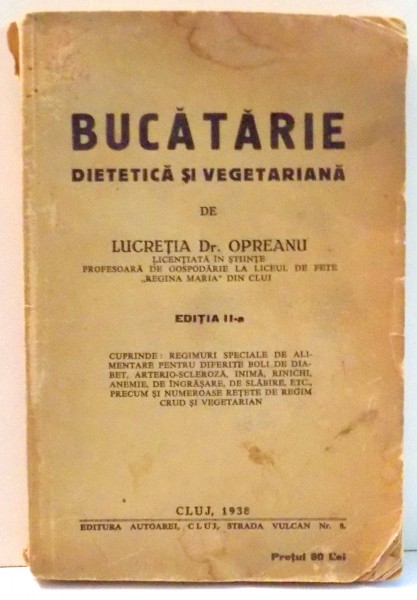 BUCĂTĂRIE
DIETETICĂ ȘI VEGETARIANĂ
DE
LUCREȚIA Dr. OPREANU
LICENȚIATĂ ÎN ȘTIINȚE
PROFESOARĂ DE GOSPODĂRIE LA LICEUL DE FETE
„REGINA MARIA" DIN CLUJ
EDIȚIA II-a
CUPRINDE: REGIMURI SPECIALE DE ALI-
MENTARE PENTRU DIFERITE BOLI DE DIA-
BET, ARTERIO-SCLEROZĂ, INIMĂ, RINICHI,
ANEMIE, DE ÎNGRĂȘARE, DE SLĂBIRE, ETC.,
PRECUM ȘI NUMEROASE REȚETE DE REGIM
CRUD ȘI VEGETARIAN
CLUJ, 1938
EDITURA AUTOAREI, CLUJ, STRADA VULCAN Nr. 8.
Prețul 80 Lei